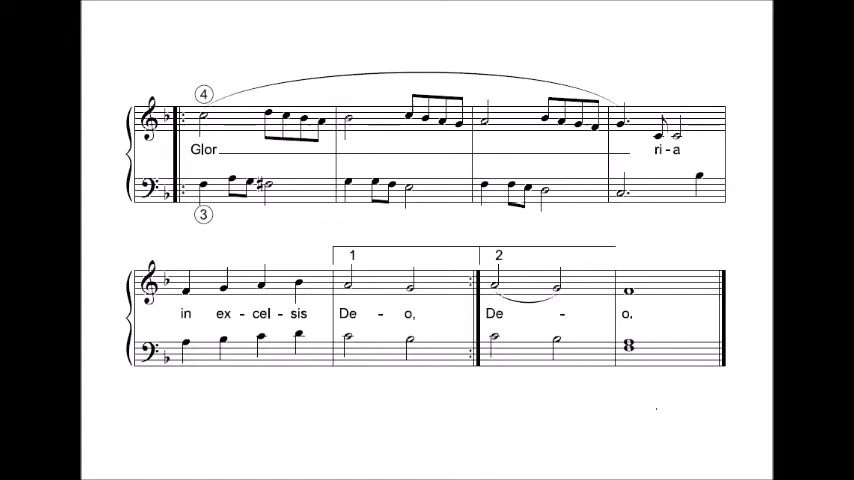 4
Glor ri - a
3
1 2
in ex - cel - sis De - o, De - o,